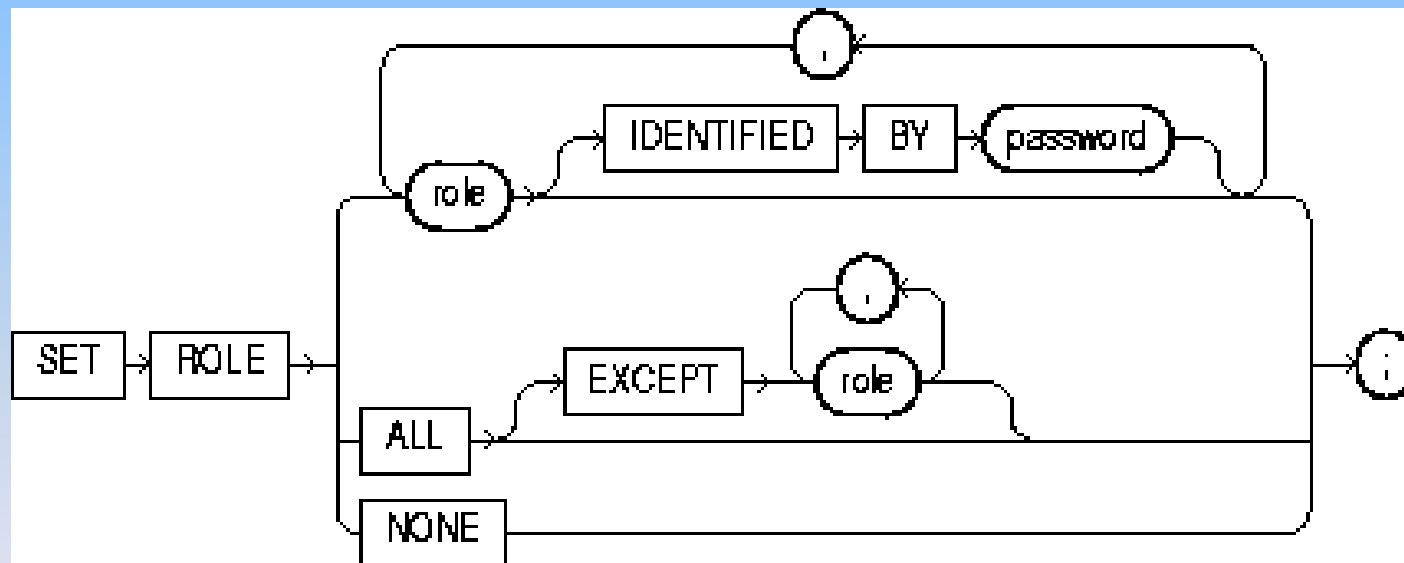 ,
IDENTIFIED BY password
role
,
SET ROLE ;
EXCEPT role
ALL
NONE